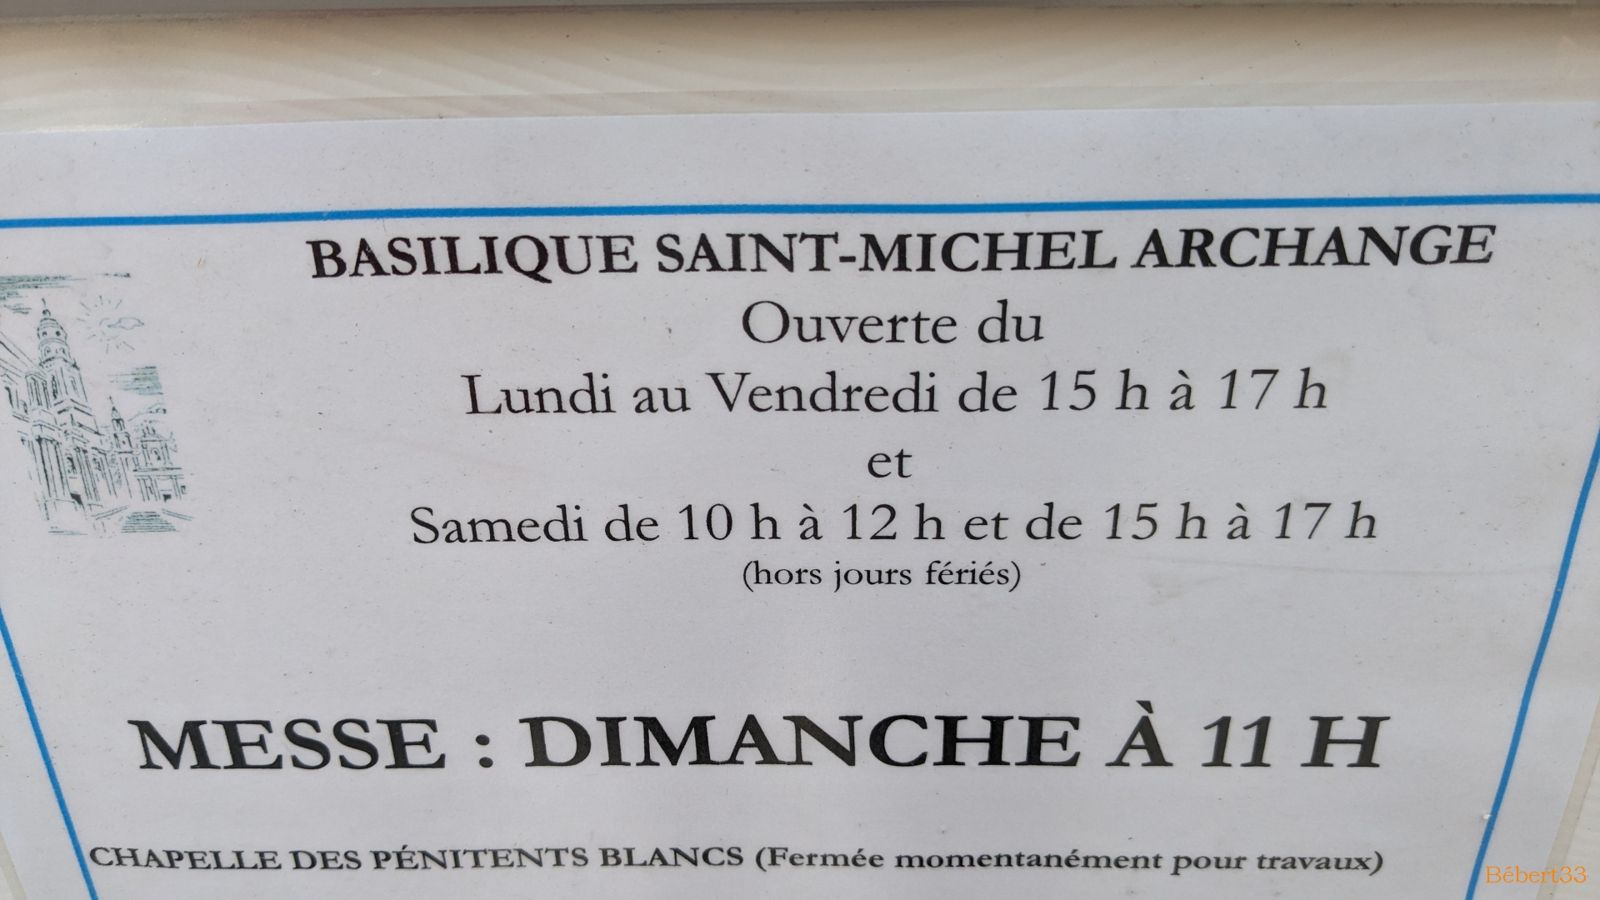 BASILIQUE SAINT-MICHEL ARCHANGE
Ouverte du
Lundi au Vendredi de 15 h à 17 h
et
Samedi de 10 h à 12 h et de 15 h à 17 h
(hors jours fériés)
MESSE : DIMANCHE À 11 H
CHAPELLE DES PÉNITENTS BLANCS (Fermée momentanément pour travaux)
Bébert33